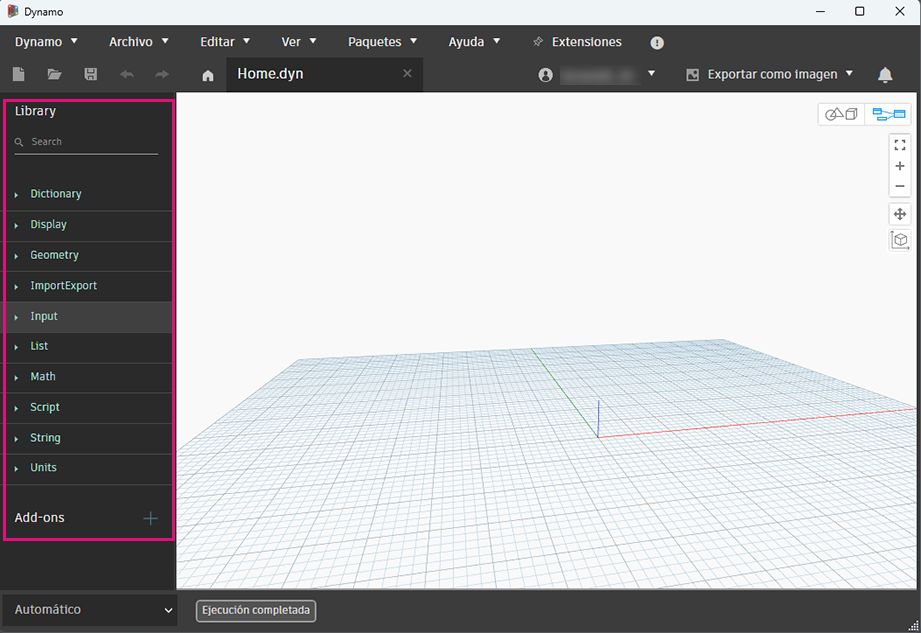 Dynamo
Dynamo Archivo Editar Ver Paquetes Ayuda Extensiones
Home.dyn Exportar como imagen
Library
Search
Dictionary
Display
Geometry
ImportExport
Input
List
Math
Script
String
Units
Add-ons
Automático Ejecución completada